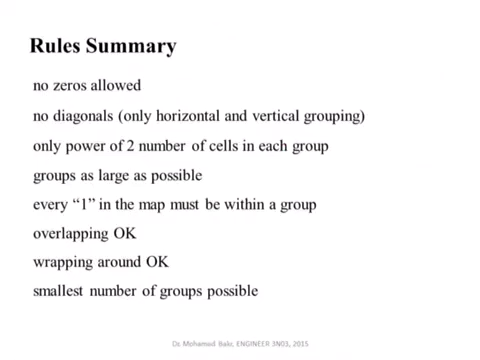 Rules Summary
no zeros allowed
no diagonals (only horizontal and vertical grouping)
only power of 2 number of cells in each group
groups as large as possible
every “1” in the map must be within a group
overlapping OK
wrapping around OK
smallest number of groups possible
Dr. Mohamed Bakr, ENGINEER 3N03, 2015